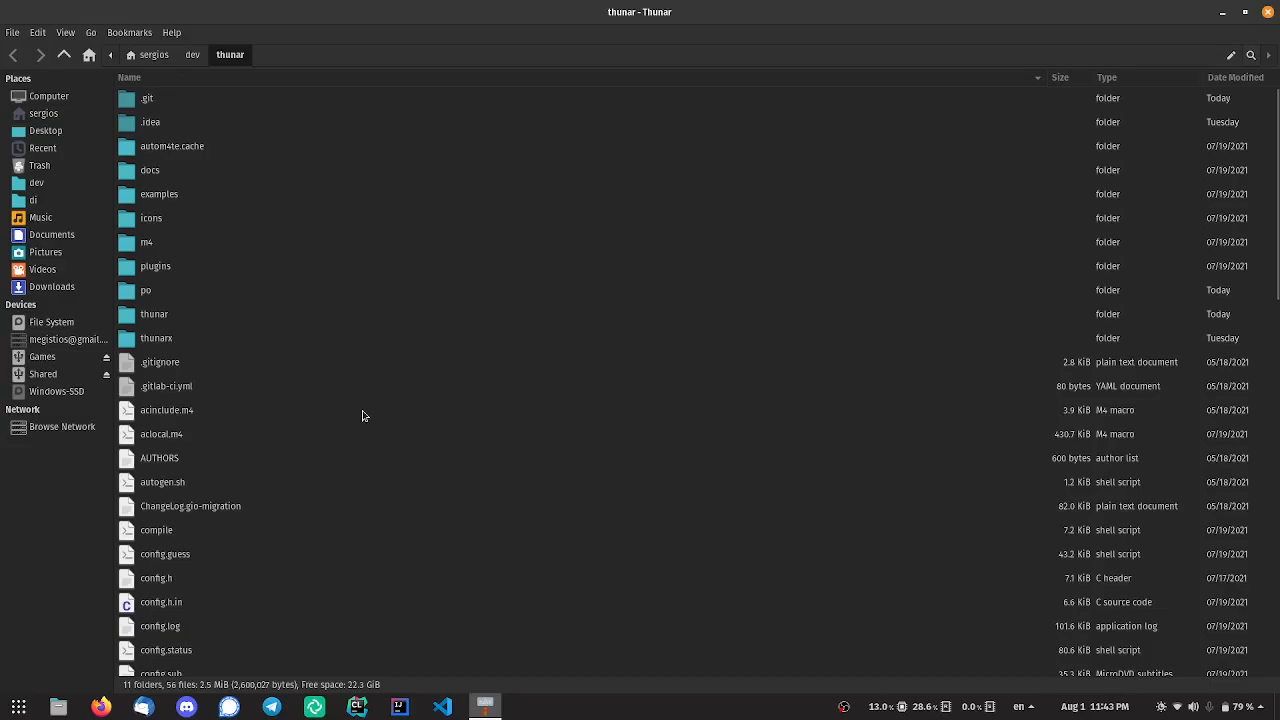 thunar - Thunar
File Edit View Go Bookmarks Help
sergios dev thunar
Places
Computer
sergios
Desktop
Recent
Trash
dev
di
Music
Documents
Pictures
Videos
Downloads
Devices
File System
megistios@gmail....
Games
Shared
Windows-SSD
Network
Browse Network
Name Size Type Date Modified
.git folder Today
.idea folder Tuesday
autom4te.cache folder 07/19/2021
docs folder 07/19/2021
examples folder 07/19/2021
icons folder 07/19/2021
m4 folder 07/19/2021
plugins folder 07/19/2021
po folder Today
thunar folder Today
thunarx folder Tuesday
.gitignore 2.8 KiB plain text document 05/18/2021
.gitlab-ci.yml 80 bytes YAML document 05/18/2021
acinclude.m4 3.9 KiB M4 macro 05/18/2021
aclocal.m4 430.7 KiB M4 macro 07/19/2021
AUTHORS 600 bytes author list 05/18/2021
autogen.sh 1.2 KiB shell script 05/18/2021
ChangeLog.gio-migration 82.0 KiB plain text document 05/18/2021
compile 7.2 KiB shell script 07/19/2021
config.guess 43.2 KiB shell script 07/19/2021
config.h 7.1 KiB C header 07/17/2021
config.h.in 6.6 KiB C source code 07/19/2021
config.log 101.6 KiB application log 07/19/2021
config.status 80.6 KiB shell script 07/19/2021
config.sub 35.3 KiB MicroDVD subtitles 07/19/2021
11 folders, 56 files: 2.5 MiB (2,600,027 bytes), Free space: 22.3 GiB
13.0% 28.6% 0.0% en Aug 1 11:43 PM 79 %